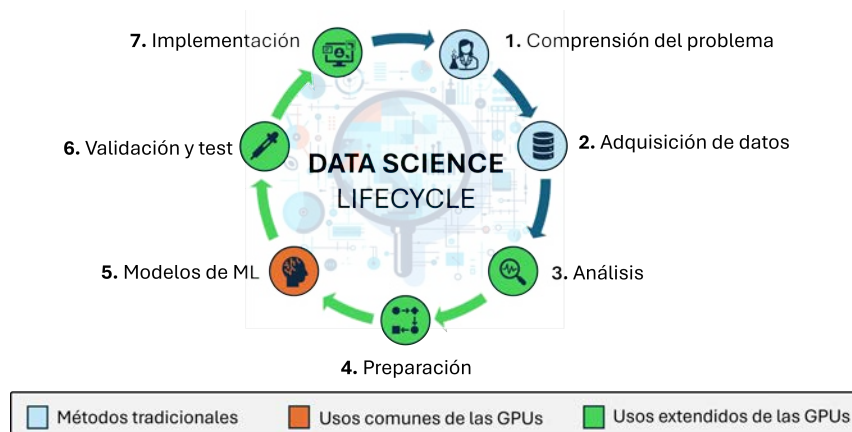 7. Implementación
1. Comprensión del problema
2. Adquisición de datos
6. Validación y test
DATA SCIENCE
LIFECYCLE
5. Modelos de ML
3. Análisis
4. Preparación
Métodos tradicionales
Usos comunes de las GPUs
Usos extendidos de las GPUs